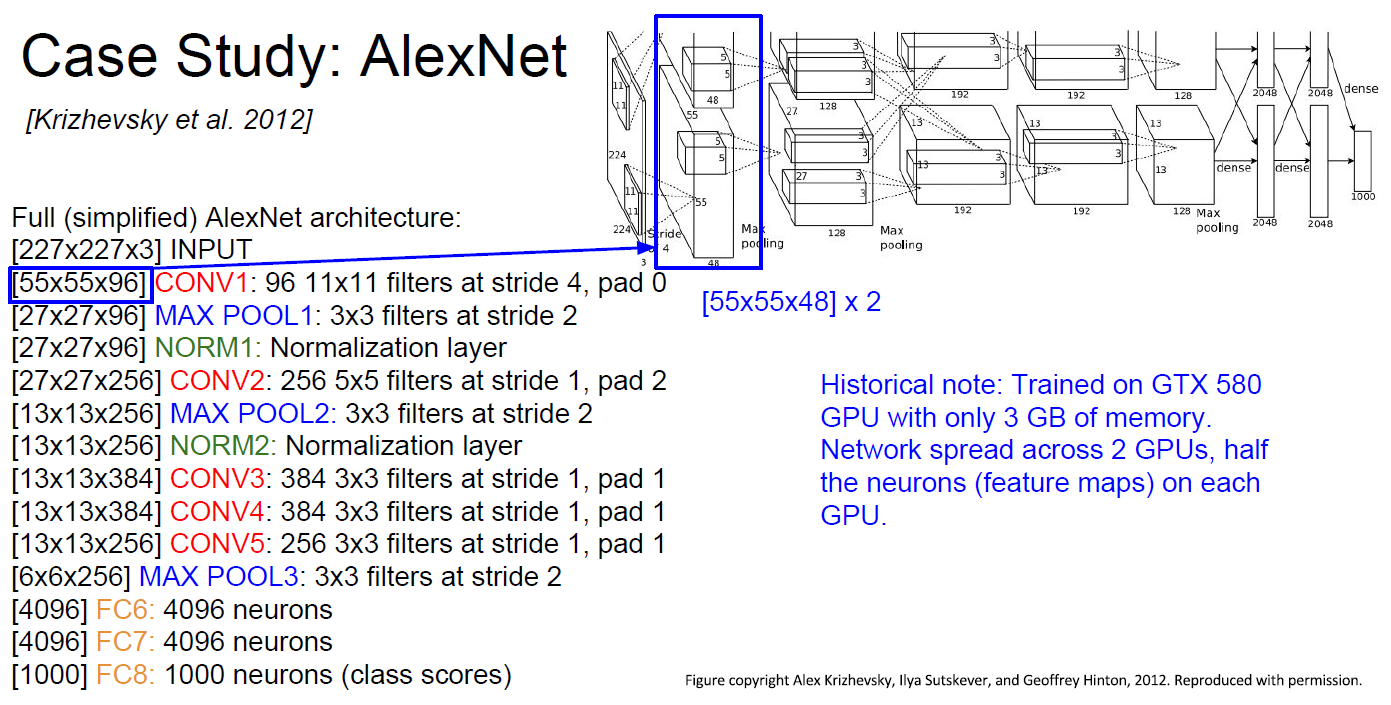 Case Study: AlexNet
[Krizhevsky et al. 2012]
Full (simplified) AlexNet architecture:
[227x227x3] INPUT
[55x55x96] CONV1: 96 11x11 filters at stride 4, pad 0
[27x27x96] MAX POOL1: 3x3 filters at stride 2
[27x27x96] NORM1: Normalization layer
[27x27x256] CONV2: 256 5x5 filters at stride 1, pad 2
[13x13x256] MAX POOL2: 3x3 filters at stride 2
[13x13x256] NORM2: Normalization layer
[13x13x384] CONV3: 384 3x3 filters at stride 1, pad 1
[13x13x384] CONV4: 384 3x3 filters at stride 1, pad 1
[13x13x256] CONV5: 256 3x3 filters at stride 1, pad 1
[6x6x256] MAX POOL3: 3x3 filters at stride 2
[4096] FC6: 4096 neurons
[4096] FC7: 4096 neurons
[1000] FC8: 1000 neurons (class scores)
11
11
224
11
11
224
3
Stride
4
5
5
48
55
5
5
55
48
Max
pooling
3
3
128
27
3
3
27
3
3
128
Max
pooling
3
3
192
13
3
13
3
192
3
3
192
13
3
13
3
192
128
13
13
128
Max
pooling
2048
2048
dense
dense
dense
2048
2048
1000
[55x55x48] x 2
Historical note: Trained on GTX 580
GPU with only 3 GB of memory.
Network spread across 2 GPUs, half
the neurons (feature maps) on each
GPU.
Figure copyright Alex Krizhevsky, Ilya Sutskever, and Geoffrey Hinton, 2012. Reproduced with permission.